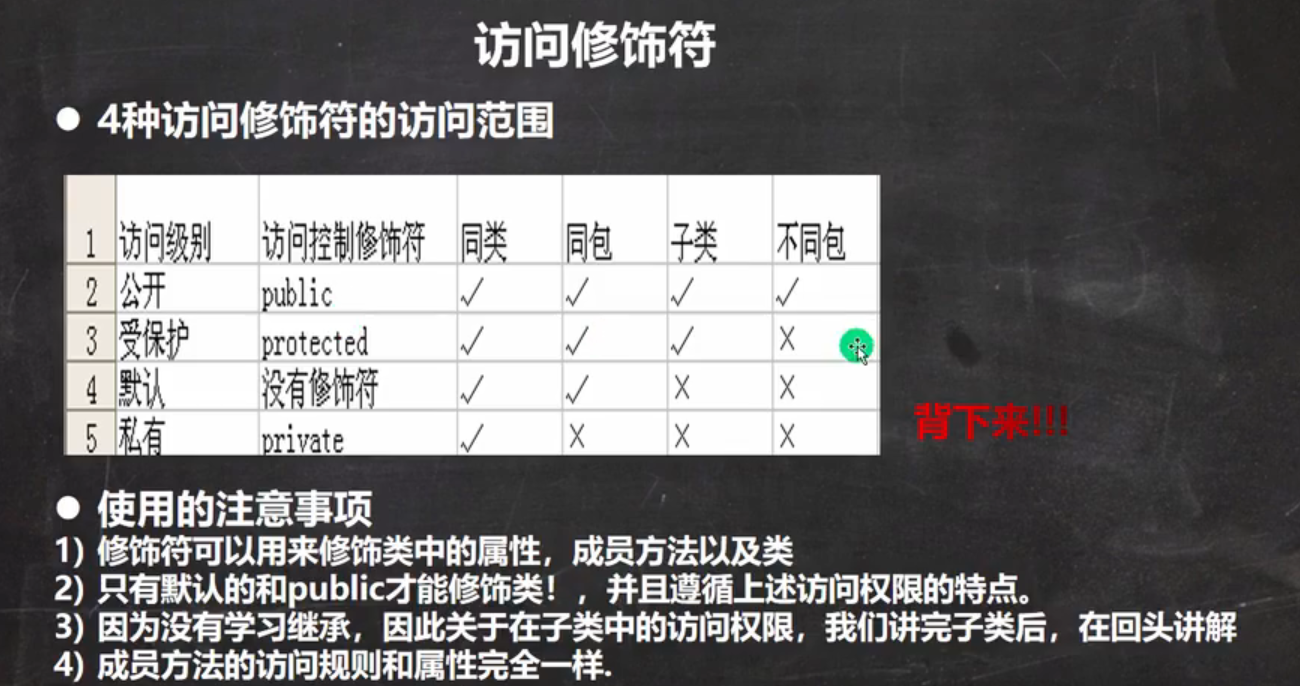 访问修饰符
● 4种访问修饰符的访问范围
1 访问级别 访问控制修饰符 同类 同包 子类 不同包
2 公开 public √ √ √ √
3 受保护 protected √ √ √ ×
4 默认 没有修饰符 √ √ × ×
5 私有 private √ × × ×
背下来!!!
● 使用的注意事项
1) 修饰符可以用来修饰类中的属性，成员方法以及类
2) 只有默认的和public才能修饰类！，并且遵循上述访问权限的特点。
3) 因为没有学习继承，因此关于在子类中的访问权限，我们讲完子类后，在回头讲解
4) 成员方法的访问规则和属性完全一样.